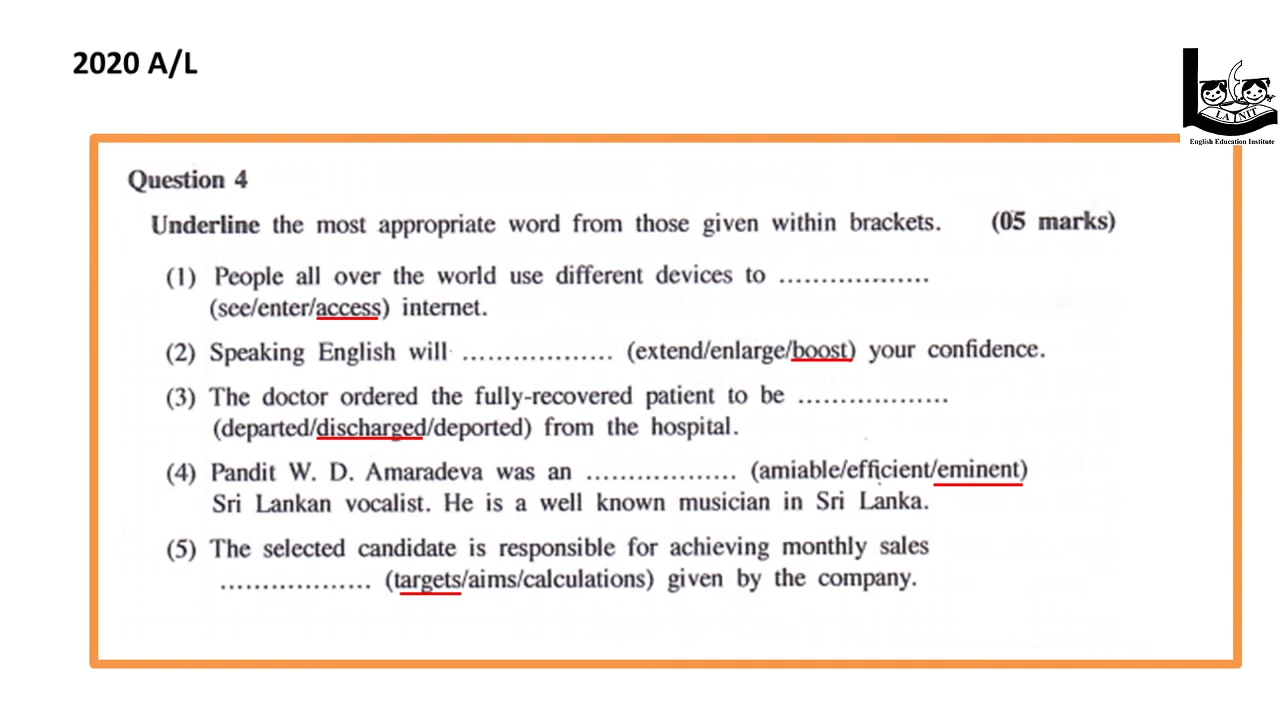 2020 A/L
LA NIT
English Education Institute
Question 4
Underline the most appropriate word from those given within brackets. (05 marks)
(1) People all over the world use different devices to ..................
(see/enter/access) internet.
(2) Speaking English will .................. (extend/enlarge/boost) your confidence.
(3) The doctor ordered the fully-recovered patient to be ..................
(departed/discharged/deported) from the hospital.
(4) Pandit W. D. Amaradeva was an .................. (amiable/efficient/eminent)
Sri Lankan vocalist. He is a well known musician in Sri Lanka.
(5) The selected candidate is responsible for achieving monthly sales
.................. (targets/aims/calculations) given by the company.